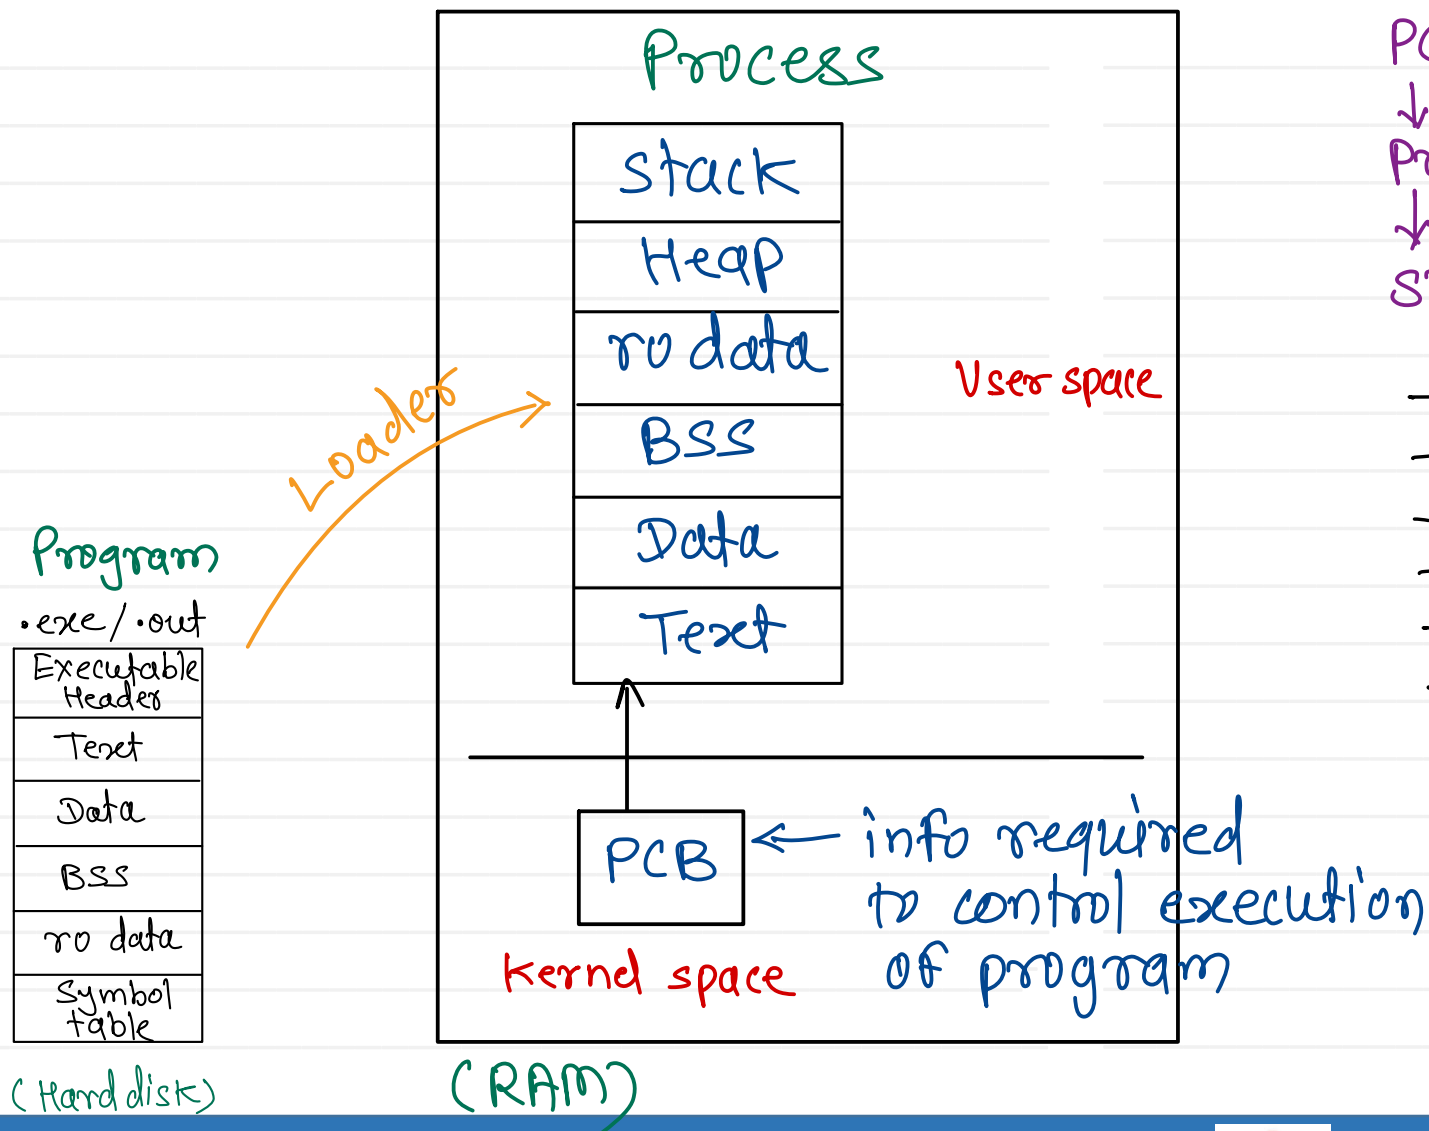 Process
Stack
Heap
ro data
BSS
Data
Text
User space
Loader
Program
.exe/.out
Executable
Header
Text
Data
BSS
ro data
Symbol
table
(Hard disk)
PCB
info required
to control execution
of program
Kernel space
(RAM)